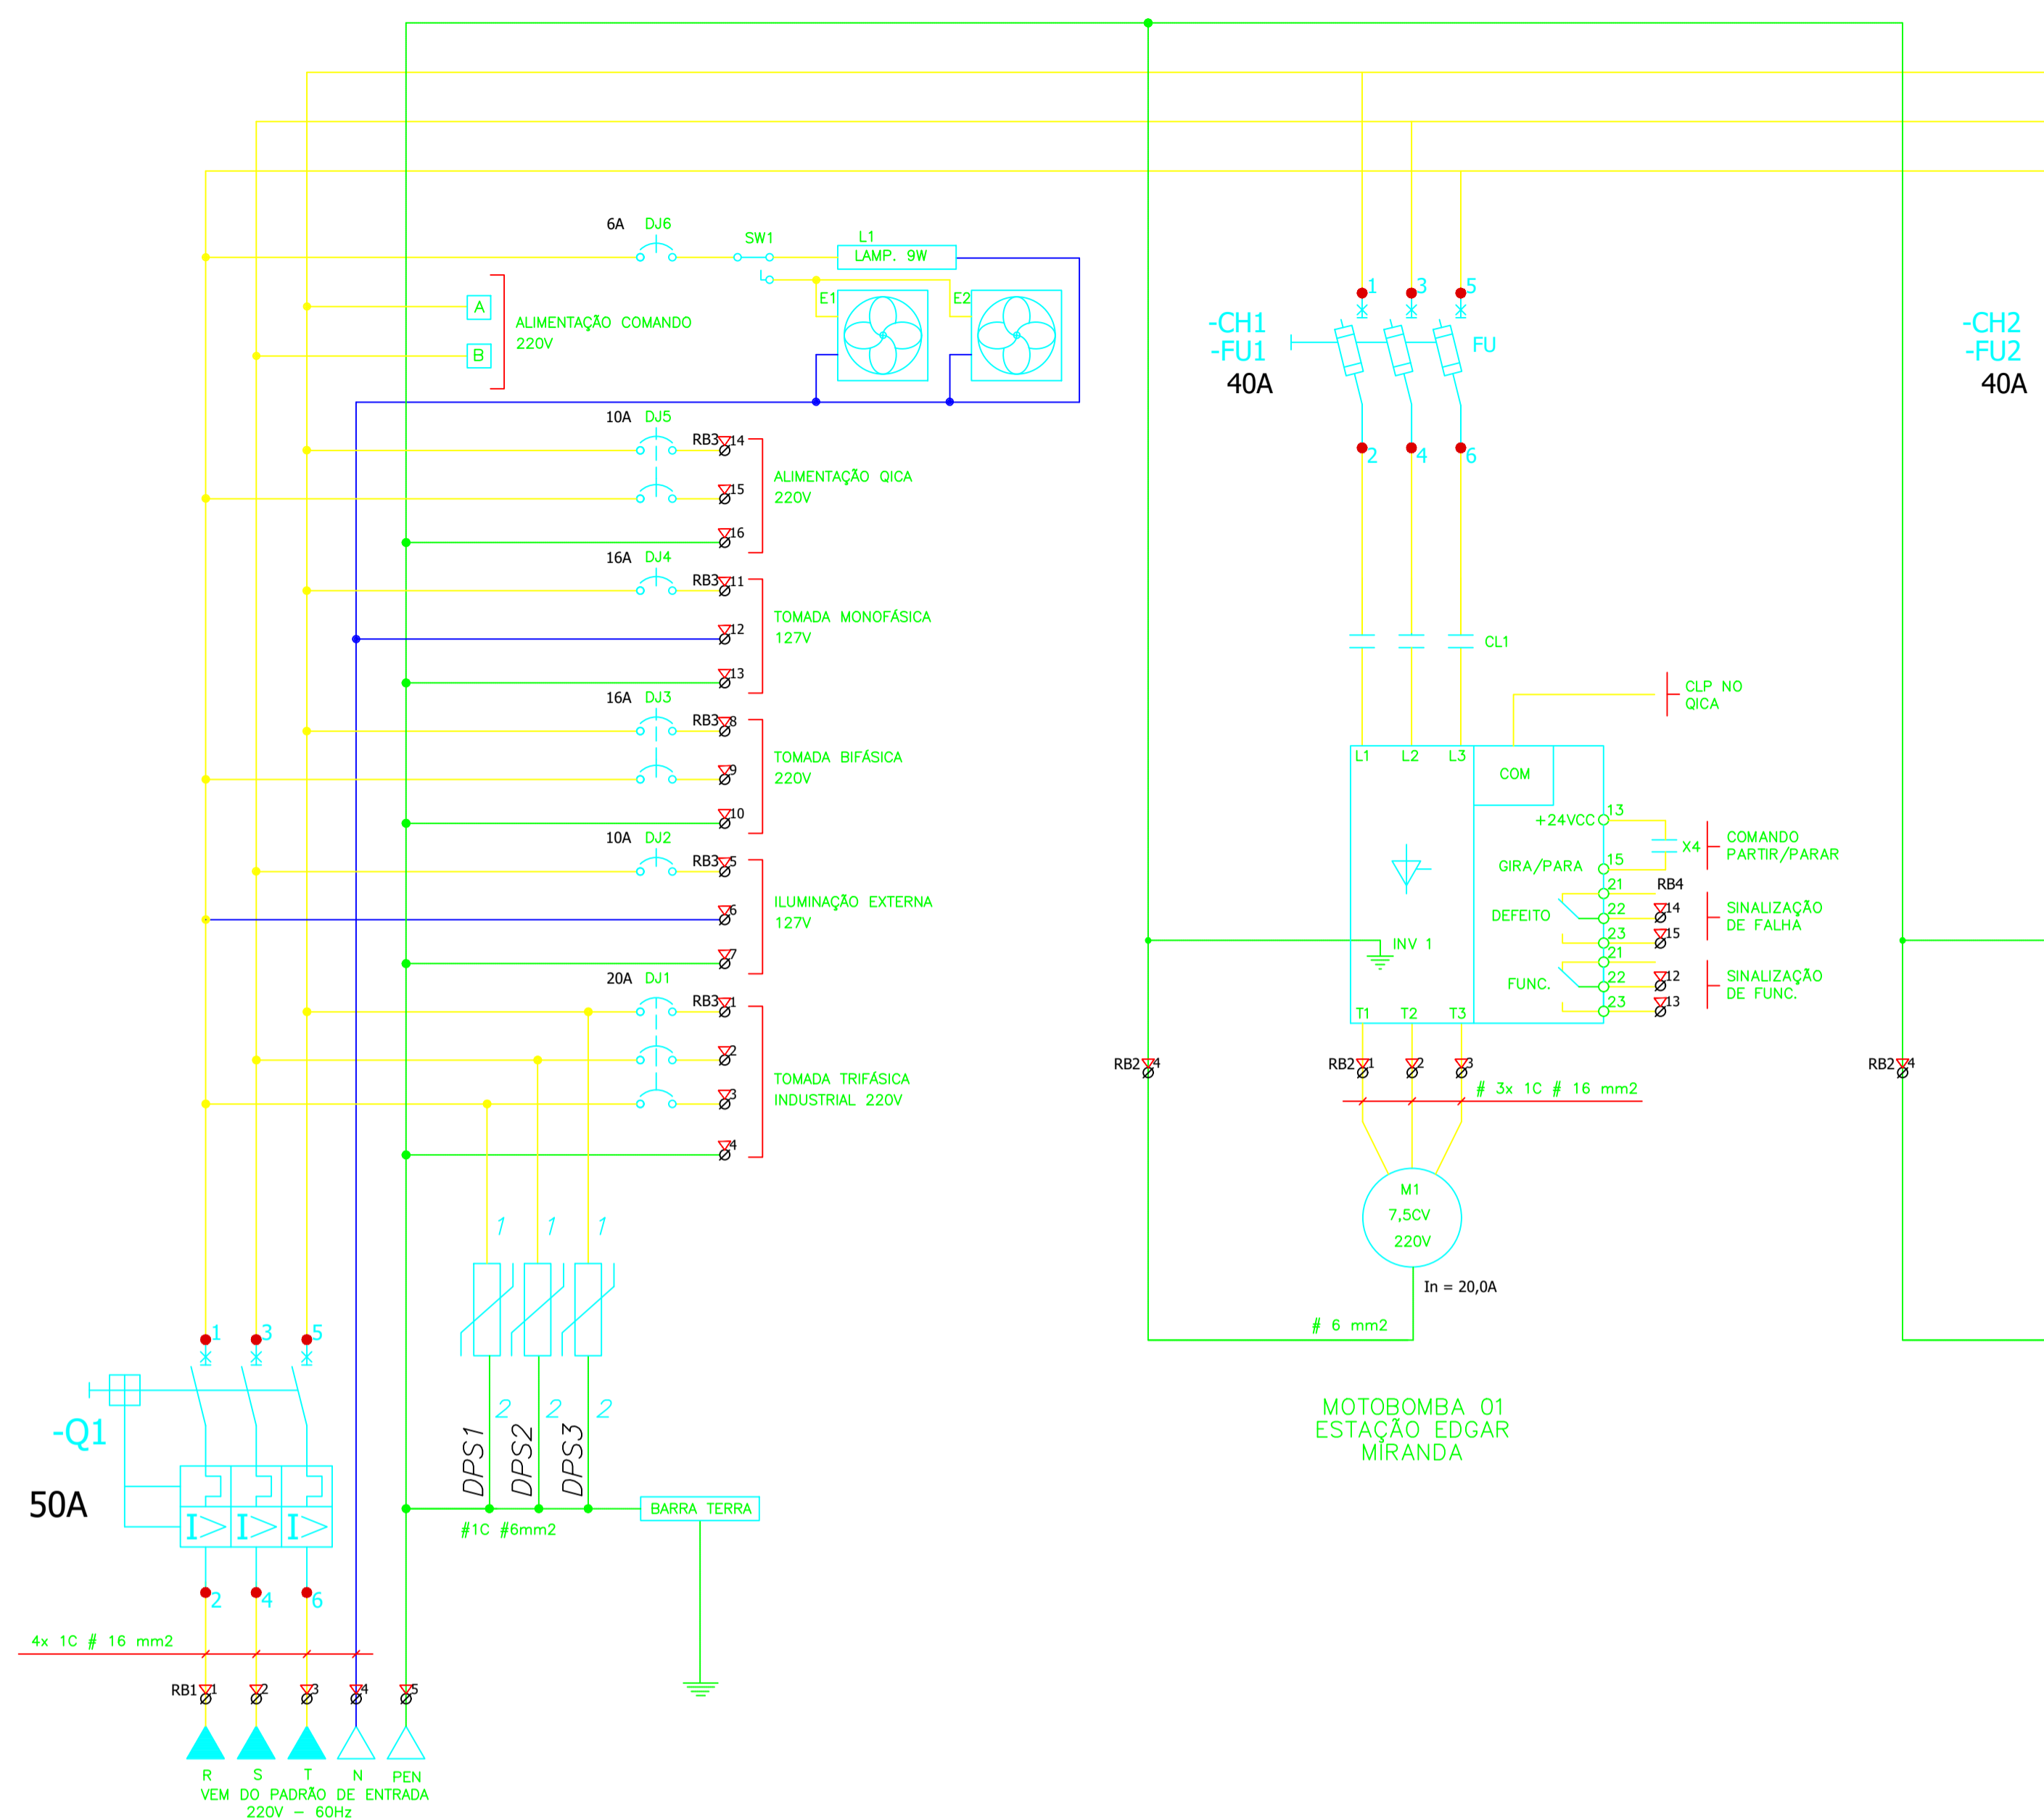 6A DJ6
SW1
L1
LAMP. 9W
E1
E2
A
B
ALIMENTAÇÃO COMANDO
220V
10A DJ5
RB3 14
15
16
ALIMENTAÇÃO QICA
220V
16A DJ4
RB3 11
12
13
TOMADA MONOFÁSICA
127V
16A DJ3
RB3 8
9
10
TOMADA BIFÁSICA
220V
10A DJ2
RB3 5
6
7
ILUMINAÇÃO EXTERNA
127V
20A DJ1
RB3 1
2
3
4
TOMADA TRIFÁSICA
INDUSTRIAL 220V
1 1 1
2 2 2
DPS1
DPS2
DPS3
BARRA TERRA
#1C #6mm2
1 3 5
-Q1
50A
I> I> I>
2 4 6
4x 1C # 16 mm2
RB1 1 2 3 4 5
R S T N PEN
VEM DO PADRÃO DE ENTRADA
220V - 60Hz
1 3 5
-CH1
-FU1
40A
FU
2 4 6
CL1
CLP NO
QICA
L1 L2 L3
COM
+24VCC 13
X4
COMANDO
PARTIR/PARAR
GIRA/PARA 15
21
RB4
DEFEITO
22 14
23 15
SINALIZAÇÃO
DE FALHA
INV 1
21
FUNC.
22 12
23 13
SINALIZAÇÃO
DE FUNC.
T1 T2 T3
RB2 4
RB2 1 2 3
# 3x 1C # 16 mm2
M1
7,5CV
220V
In = 20,0A
# 6 mm2
MOTOBOMBA 01
ESTAÇÃO EDGAR
MIRANDA
-CH2
-FU2
40A
RB2 4